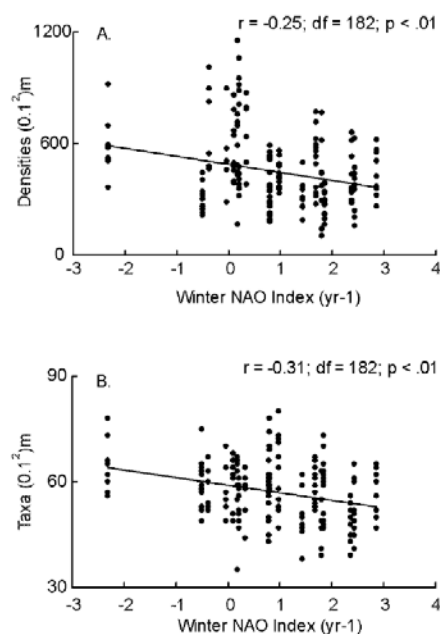 A.
r = -0.25; df = 182; p < .01
1200
600
0
Densities (0.1²)m
-3 -2 -1 0 1 2 3 4
Winter NAO Index (yr-1)
B.
r = -0.31; df = 182; p < .01
90
60
30
Taxa (0.1²)m
-3 -2 -1 0 1 2 3 4
Winter NAO Index (yr-1)